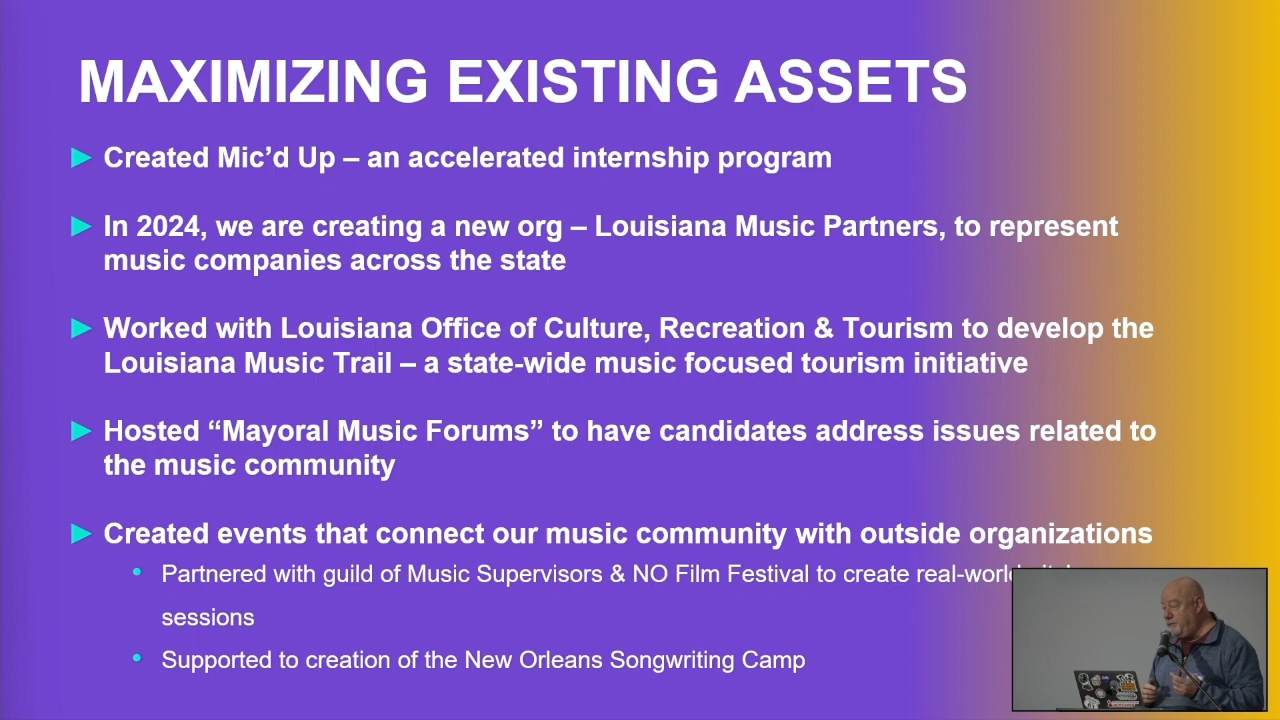 MAXIMIZING EXISTING ASSETS
Created Mic’d Up – an accelerated internship program
In 2024, we are creating a new org – Louisiana Music Partners, to represent
music companies across the state
Worked with Louisiana Office of Culture, Recreation & Tourism to develop the
Louisiana Music Trail – a state-wide music focused tourism initiative
Hosted “Mayoral Music Forums” to have candidates address issues related to
the music community
Created events that connect our music community with outside organizations
Partnered with guild of Music Supervisors & NO Film Festival to create
sessions
Supported to creation of the New Orleans Songwriting Camp